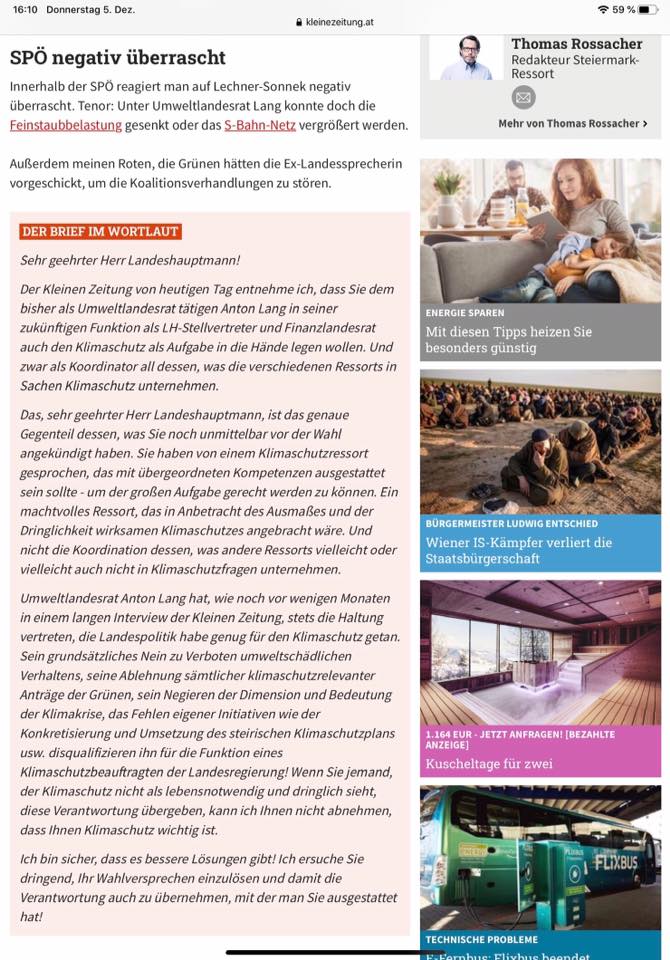 16:10 Donnerstag 5. Dez.
59 %
kleinezeitung.at
SPÖ negativ überrascht
Innerhalb der SPÖ reagiert man auf Lechner-Sonnek negativ
überrascht. Tenor: Unter Umweltlandesrat Lang konnte doch die
Feinstaubbelastung gesenkt oder das S-Bahn-Netz vergrößert werden.
Außerdem meinen Roten, die Grünen hätten die Ex-Landessprecherin
vorgeschickt, um die Koalitionsverhandlungen zu stören.
DER BRIEF IM WORTLAUT
Sehr geehrter Herr Landeshauptmann!
Der Kleinen Zeitung von heutigen Tag entnehme ich, dass Sie dem
bisher als Umweltlandesrat tätigen Anton Lang in seiner
zukünftigen Funktion als LH-Stellvertreter und Finanzlandesrat
auch den Klimaschutz als Aufgabe in die Hände legen wollen. Und
zwar als Koordinator all dessen, was die verschiedenen Ressorts in
Sachen Klimaschutz unternehmen.
Das, sehr geehrter Herr Landeshauptmann, ist das genaue
Gegenteil dessen, was Sie noch unmittelbar vor der Wahl
angekündigt haben. Sie haben von einem Klimaschutzressort
gesprochen, das mit übergeordneten Kompetenzen ausgestattet
sein sollte - um der großen Aufgabe gerecht werden zu können. Ein
machtvolles Ressort, das in Anbetracht des Ausmaßes und der
Dringlichkeit wirksamen Klimaschutzes angebracht wäre. Und
nicht die Koordination dessen, was andere Ressorts vielleicht oder
vielleicht auch nicht in Klimaschutzfragen unternehmen.
Umweltlandesrat Anton Lang hat, wie noch vor wenigen Monaten
in einem langen Interview der Kleinen Zeitung, stets die Haltung
vertreten, die Landespolitik habe genug für den Klimaschutz getan.
Sein grundsätzliches Nein zu Verboten umweltschädlichen
Verhaltens, seine Ablehnung sämtlicher klimaschutzrelevanter
Anträge der Grünen, sein Negieren der Dimension und Bedeutung
der Klimakrise, das Fehlen eigener Initiativen wie der
Konkretisierung und Umsetzung des steirischen Klimaschutzplans
usw. disqualifizieren ihn für die Funktion eines
Klimaschutzbeauftragten der Landesregierung! Wenn Sie jemand,
der Klimaschutz nicht als lebensnotwendig und dringlich sieht,
diese Verantwortung übergeben, kann ich Ihnen nicht abnehmen,
dass Ihnen Klimaschutz wichtig ist.
Ich bin sicher, dass es bessere Lösungen gibt! Ich ersuche Sie
dringend, Ihr Wahlversprechen einzulösen und damit die
Verantwortung auch zu übernehmen, mit der man Sie ausgestattet
hat!
Thomas Rossacher
Redakteur Steiermark-
Ressort
Mehr von Thomas Rossacher >
ENERGIE SPAREN
Mit diesen Tipps heizen Sie
besonders günstig
BÜRGERMEISTER LUDWIG ENTSCHIED
Wiener IS-Kämpfer verliert die
Staatsbürgerschaft
1.164 EUR - JETZT ANFRAGEN! [BEZAHLTE
ANZEIGE]
Kuscheltage für zwei
FLIXBUS
TECHNISCHE PROBLEME
E-Fernbus: Flixbus beendet